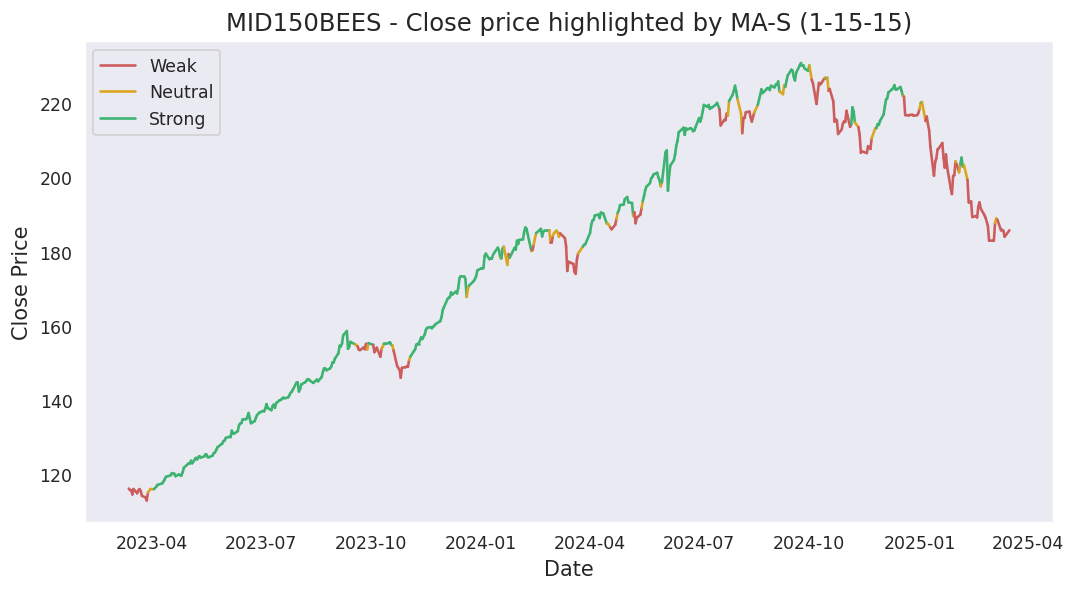 MID150BEES - Close price highlighted by MA-S (1-15-15)
Weak
Neutral
Strong
Close Price
220
200
180
160
140
120
2023-04 2023-07 2023-10 2024-01 2024-04 2024-07 2024-10 2025-01 2025-04
Date